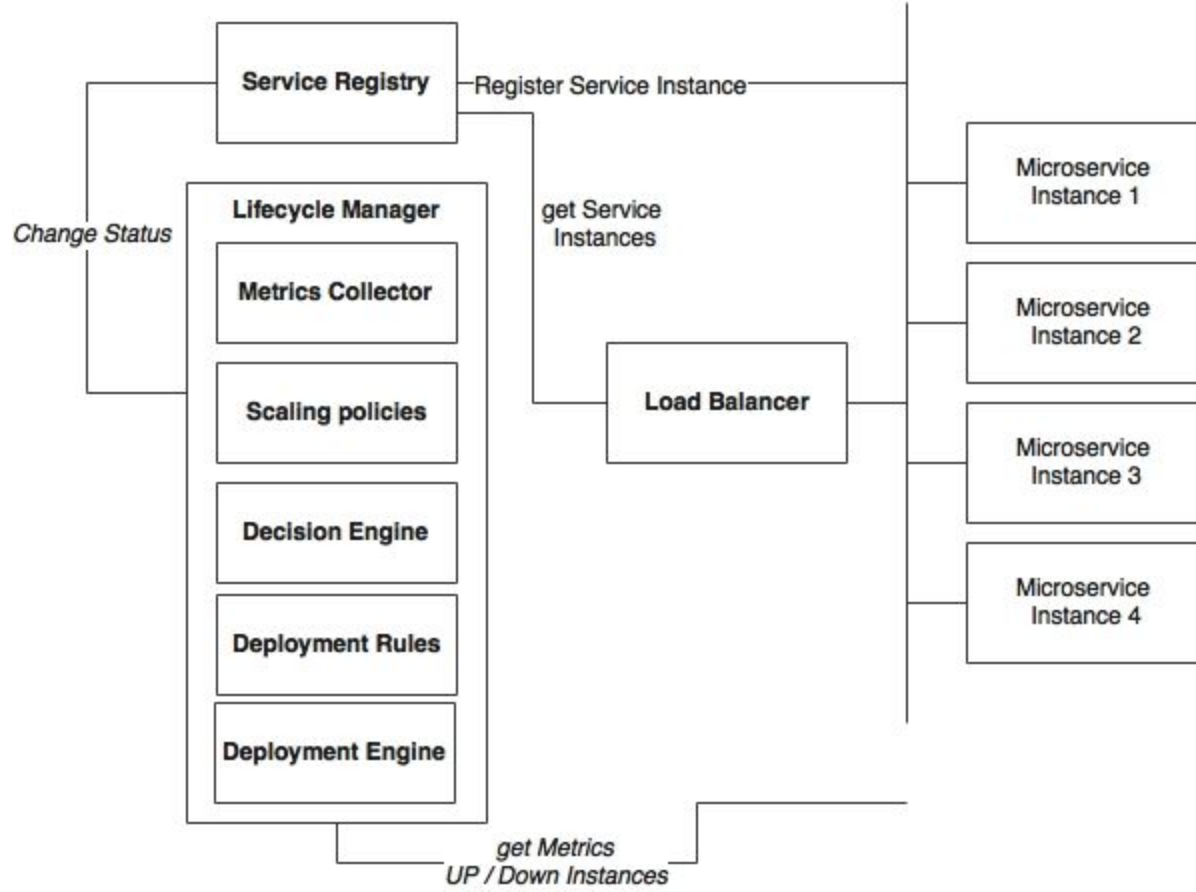 Service Registry
Register Service Instance
Microservice
Instance 1
Lifecycle Manager
get Service
Instances
Change Status
Metrics Collector
Microservice
Instance 2
Scaling policies
Load Balancer
Microservice
Instance 3
Decision Engine
Microservice
Instance 4
Deployment Rules
Deployment Engine
get Metrics
UP / Down Instances